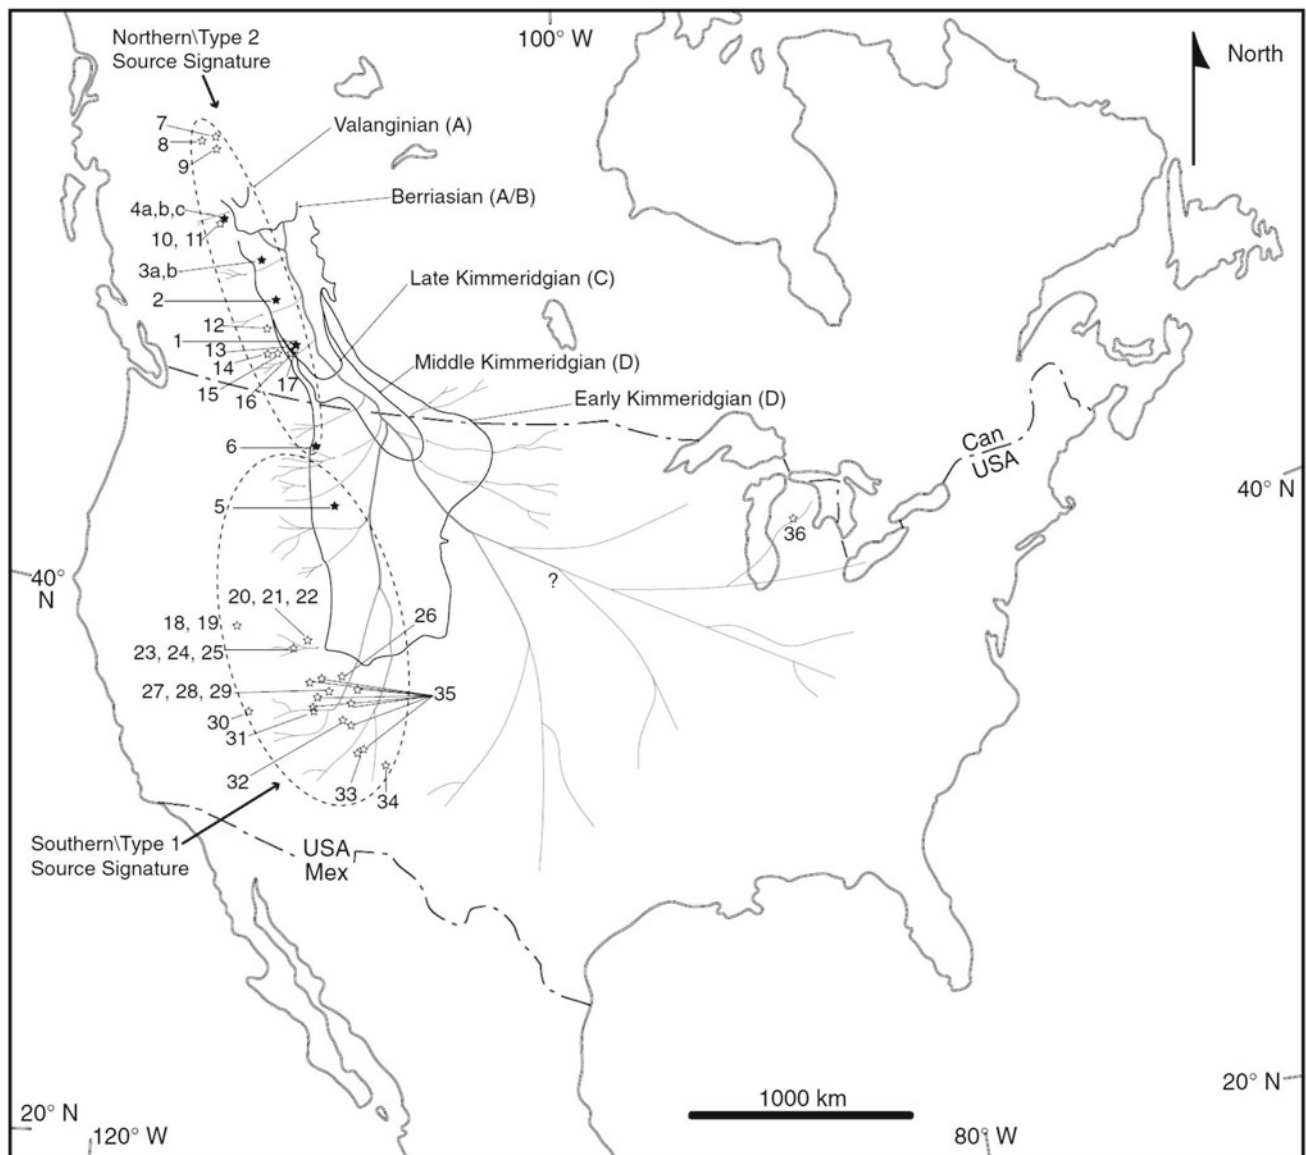 100° W
Northern\Type 2
Source Signature
North
7
8
9
Valanginian (A)
Berriasian (A/B)
4a,b,c
10, 11
3a,b
2
12
1
13
14
15
16
17
Late Kimmeridgian (C)
Middle Kimmeridgian (D)
Early Kimmeridgian (D)
6
5
Can
USA
40° N
36
40°
N
?
20, 21, 22
18, 19
23, 24, 25
26
27, 28, 29
35
30
31
32
33
34
Southern\Type 1
Source Signature
USA
Mex
1000 km
20° N
20° N
120° W
80° W